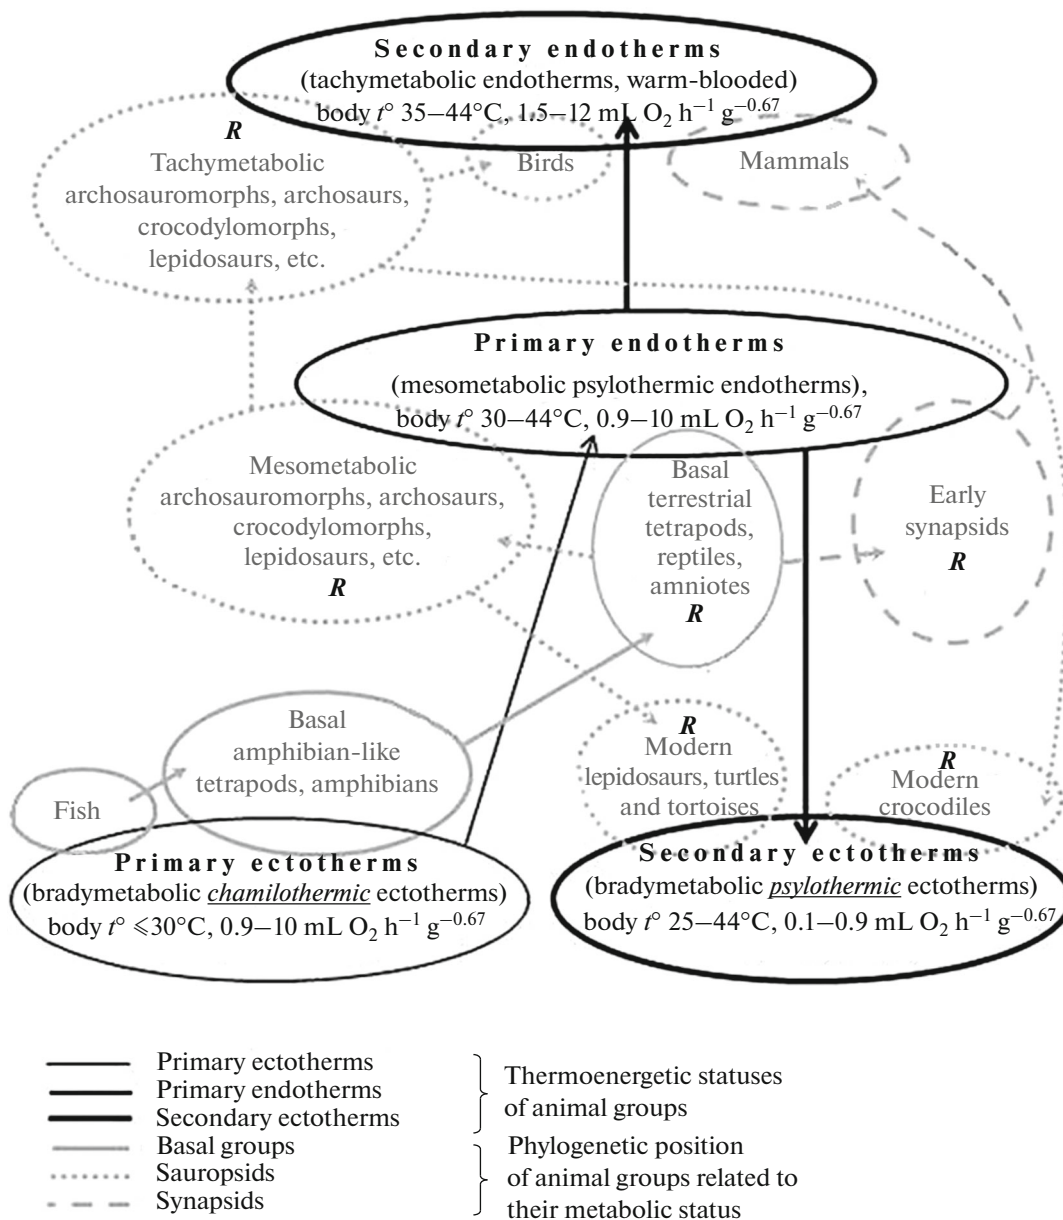 Secondary endotherms
(tachymetabolic endotherms, warm-blooded)
body t° 35–44°C, 1.5–12 mL O₂ h⁻¹ g⁻⁰·⁶⁷
R
Tachymetabolic
archosauromorphs, archosaurs,
crocodylomorphs,
lepidosaurs, etc.
Birds
Mammals
Primary endotherms
(mesometabolic psylothermic endotherms),
body t° 30–44°C, 0.9–10 mL O₂ h⁻¹ g⁻⁰·⁶⁷
Mesometabolic
archosauromorphs, archosaurs,
crocodylomorphs,
lepidosaurs, etc.
R
Basal
terrestrial
tetrapods,
reptiles,
amniotes
R
Early
synapsids
R
Basal
amphibian-like
tetrapods, amphibians
Fish
R
Modern
lepidosaurs, turtles
and tortoises
R
Modern
crocodiles
Primary ectotherms
(bradymetabolic chamilothermic ectotherms)
body t° ⩽30°C, 0.9–10 mL O₂ h⁻¹ g⁻⁰·⁶⁷
Secondary ectotherms
(bradymetabolic psylothermic ectotherms)
body t° 25–44°C, 0.1–0.9 mL O₂ h⁻¹ g⁻⁰·⁶⁷
Primary ectotherms
Primary endotherms
Secondary ectotherms
Thermoenergetic statuses
of animal groups
Basal groups
Sauropsids
Synapsids
Phylogenetic position
of animal groups related to
their metabolic status